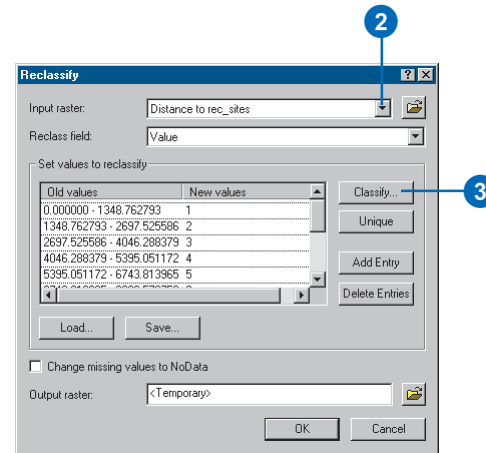 2
Reclassify
Input raster: Distance to rec_sites
Reclass field: Value
Set values to reclassify
Old values New values
0.000000 - 1348.762793 1
1348.762793 - 2697.525586 2
2697.525586 - 4046.288379 3
4046.288379 - 5395.051172 4
5395.051172 - 6743.813965 5
Classify... 3
Unique
Add Entry
Delete Entries
Load... Save...
Change missing values to NoData
Output raster: <Temporary>
OK Cancel